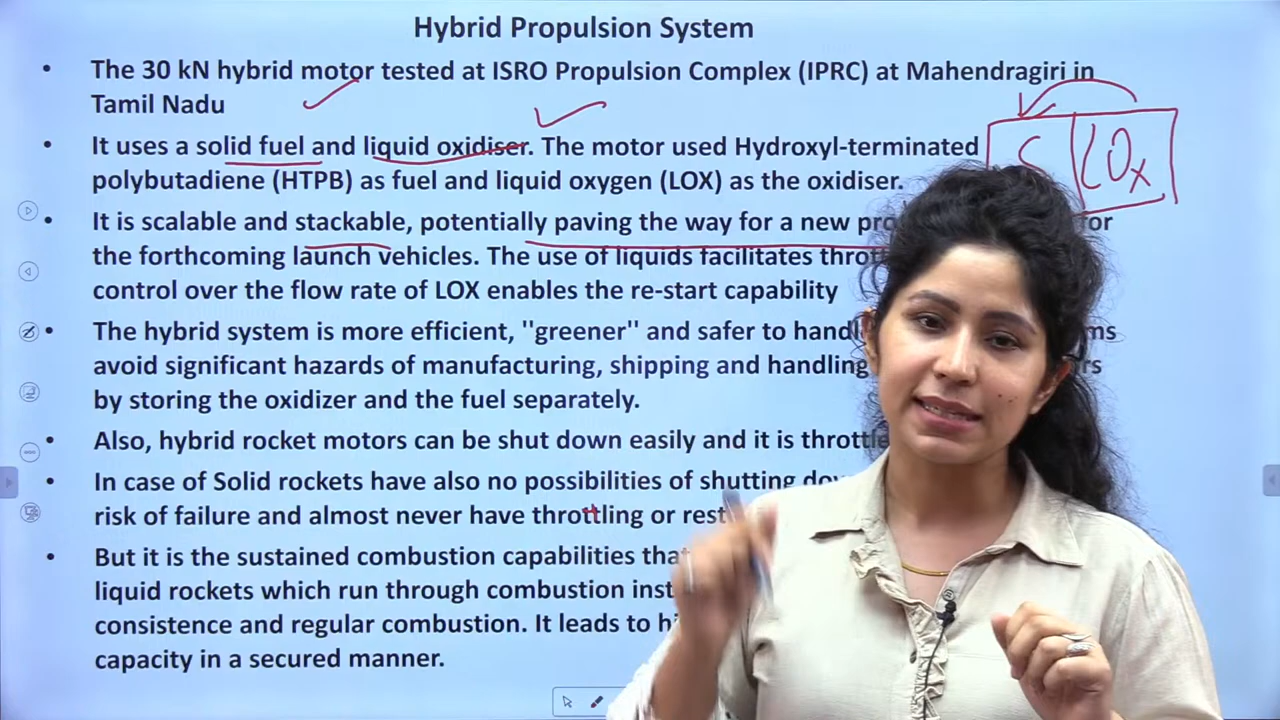 Hybrid Propulsion System
• The 30 kN hybrid motor tested at ISRO Propulsion Complex (IPRC) at Mahendragiri in
Tamil Nadu
• It uses a solid fuel and liquid oxidiser. The motor used Hydroxyl-terminated
polybutadiene (HTPB) as fuel and liquid oxygen (LOX) as the oxidiser.
S LOx
• It is scalable and stackable, potentially paving the way for a new for
the forthcoming launch vehicles. The use of liquids facilitates
control over the flow rate of LOX enables the re-start capability
• The hybrid system is more efficient, "greener" and safer to
avoid significant hazards of manufacturing, shipping and handling
by storing the oxidizer and the fuel separately.
• Also, hybrid rocket motors can be shut down easily and it is
• In case of Solid rockets have also no possibilities of shutting
risk of failure and almost never have throttling or
• But it is the sustained combustion capabilities
liquid rockets which run through combustion
consistence and regular combustion. It leads to
capacity in a secured manner.